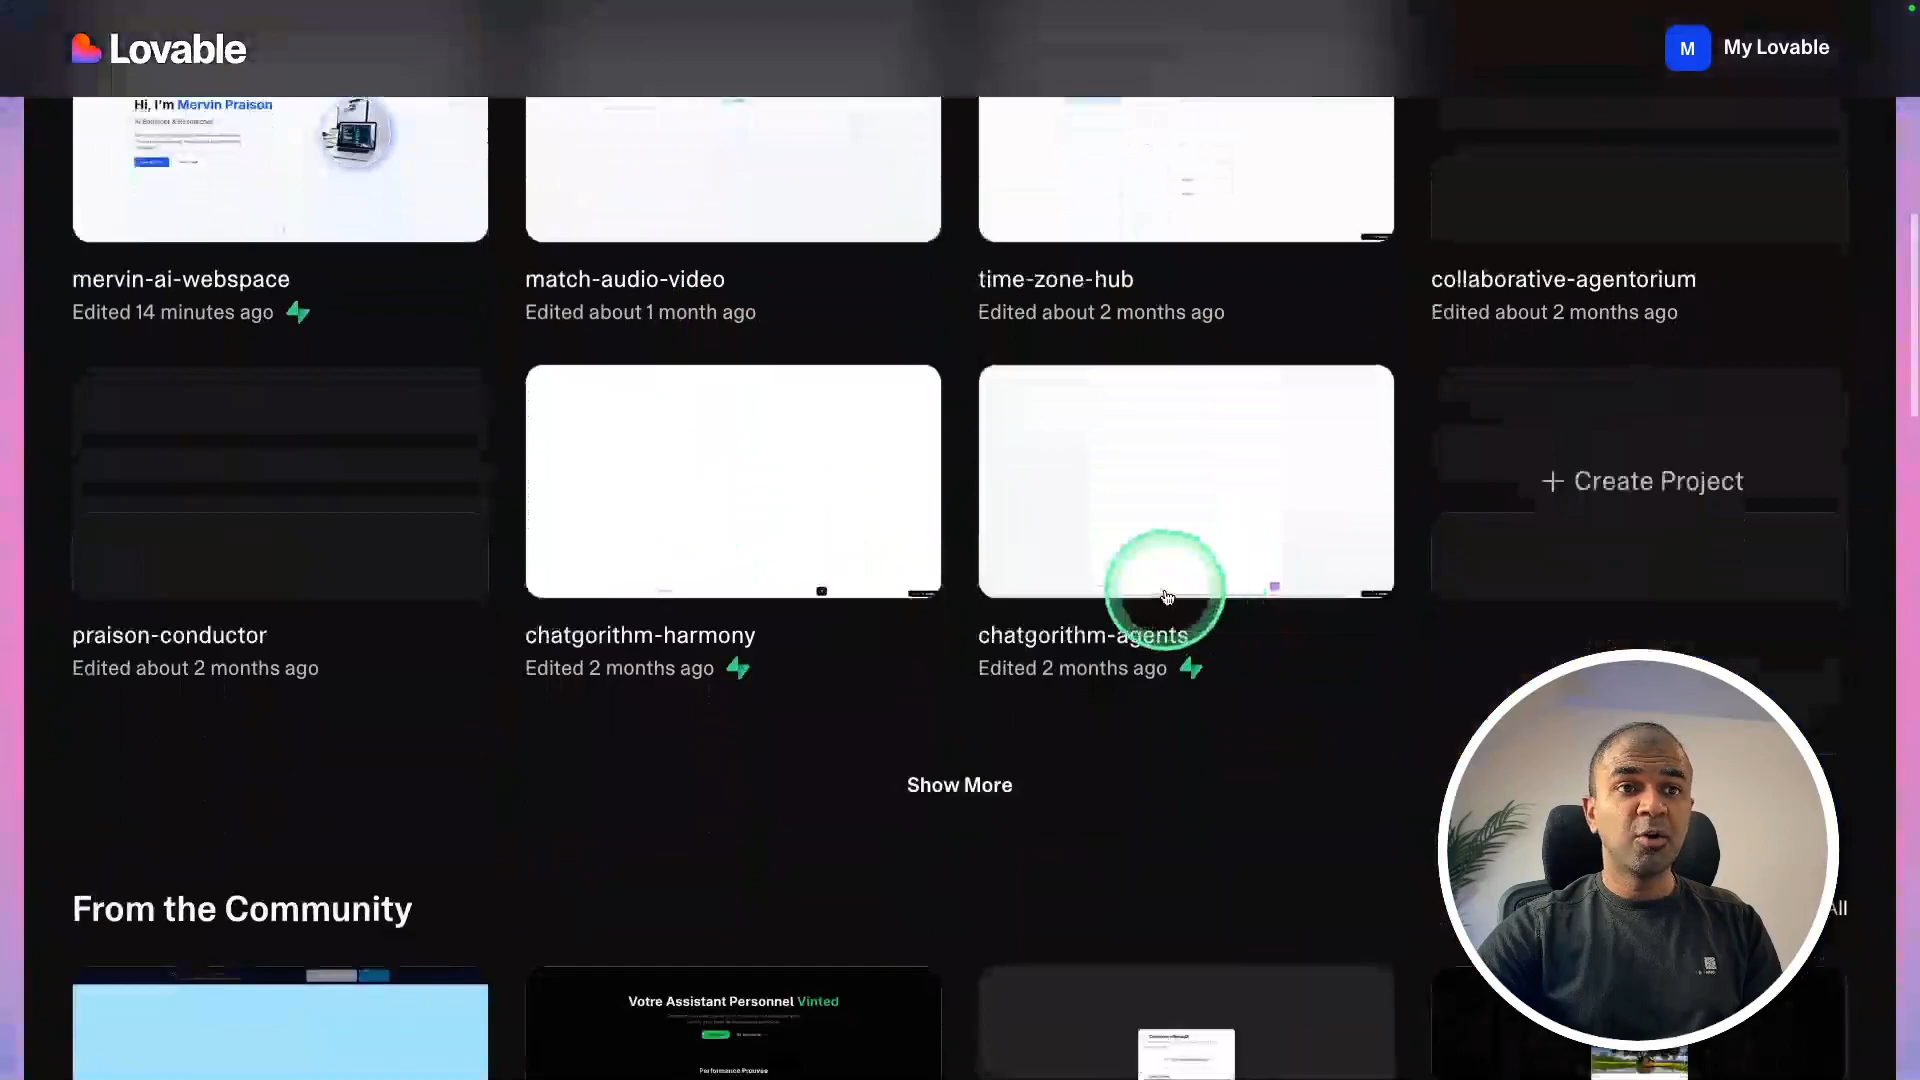 Lovable
M My Lovable
Hi, I'm Mervin Praison
mervin-ai-webspace
Edited 14 minutes ago
match-audio-video
Edited about 1 month ago
time-zone-hub
Edited about 2 months ago
collaborative-agentorium
Edited about 2 months ago
+ Create Project
praison-conductor
Edited about 2 months ago
chatgorithm-harmony
Edited 2 months ago
chatgorithm-agents
Edited 2 months ago
Show More
From the Community
All
Votre Assistant Personnel Vinted
Performance Prouvée